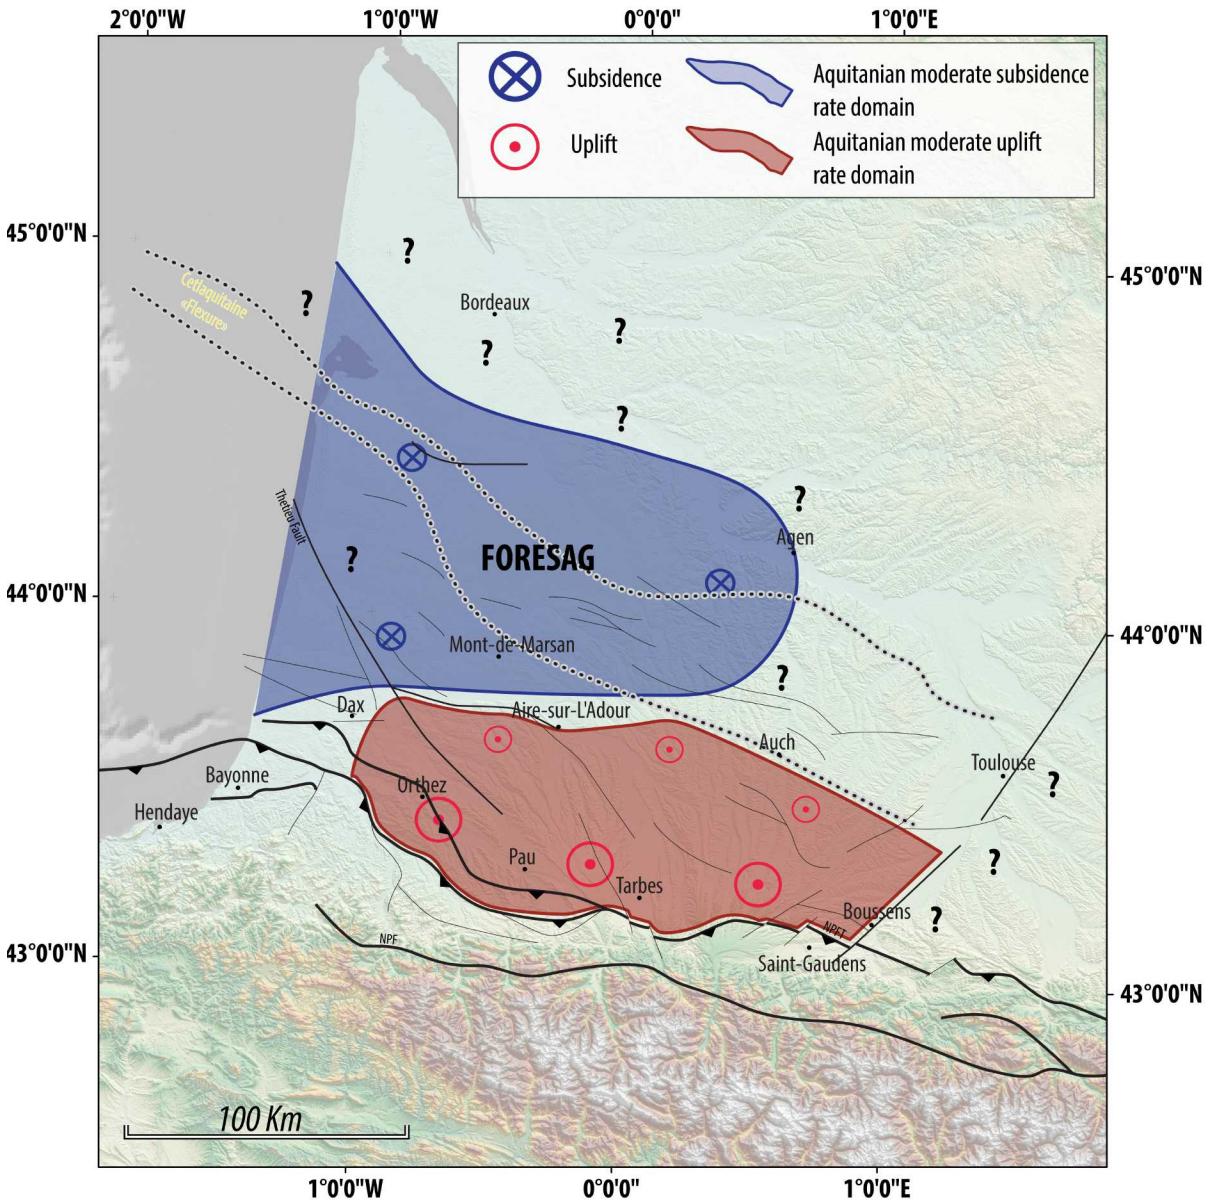 2°0'0"W 1°0'0"W 0°0'0" 1°0'0"E
Subsidence
Aquitanian moderate subsidence
rate domain
Uplift
Aquitanian moderate uplift
rate domain
45°0'0"N
45°0'0"N
?
Celtaquitaine
«Flexure»
?
Bordeaux
?
?
?
?
Thetieu Fault
Agen
?
FORESAG
44°0'0"N
44°0'0"N
Mont-de-Marsan
?
Dax
Aire-sur-L'Adour
Auch
Toulouse
?
Bayonne
Orthez
Hendaye
Pau
?
Tarbes
Boussens
?
NPFT
NPF
Saint-Gaudens
43°0'0"N
43°0'0"N
100 Km
1°0'0"W 0°0'0" 1°0'0"E